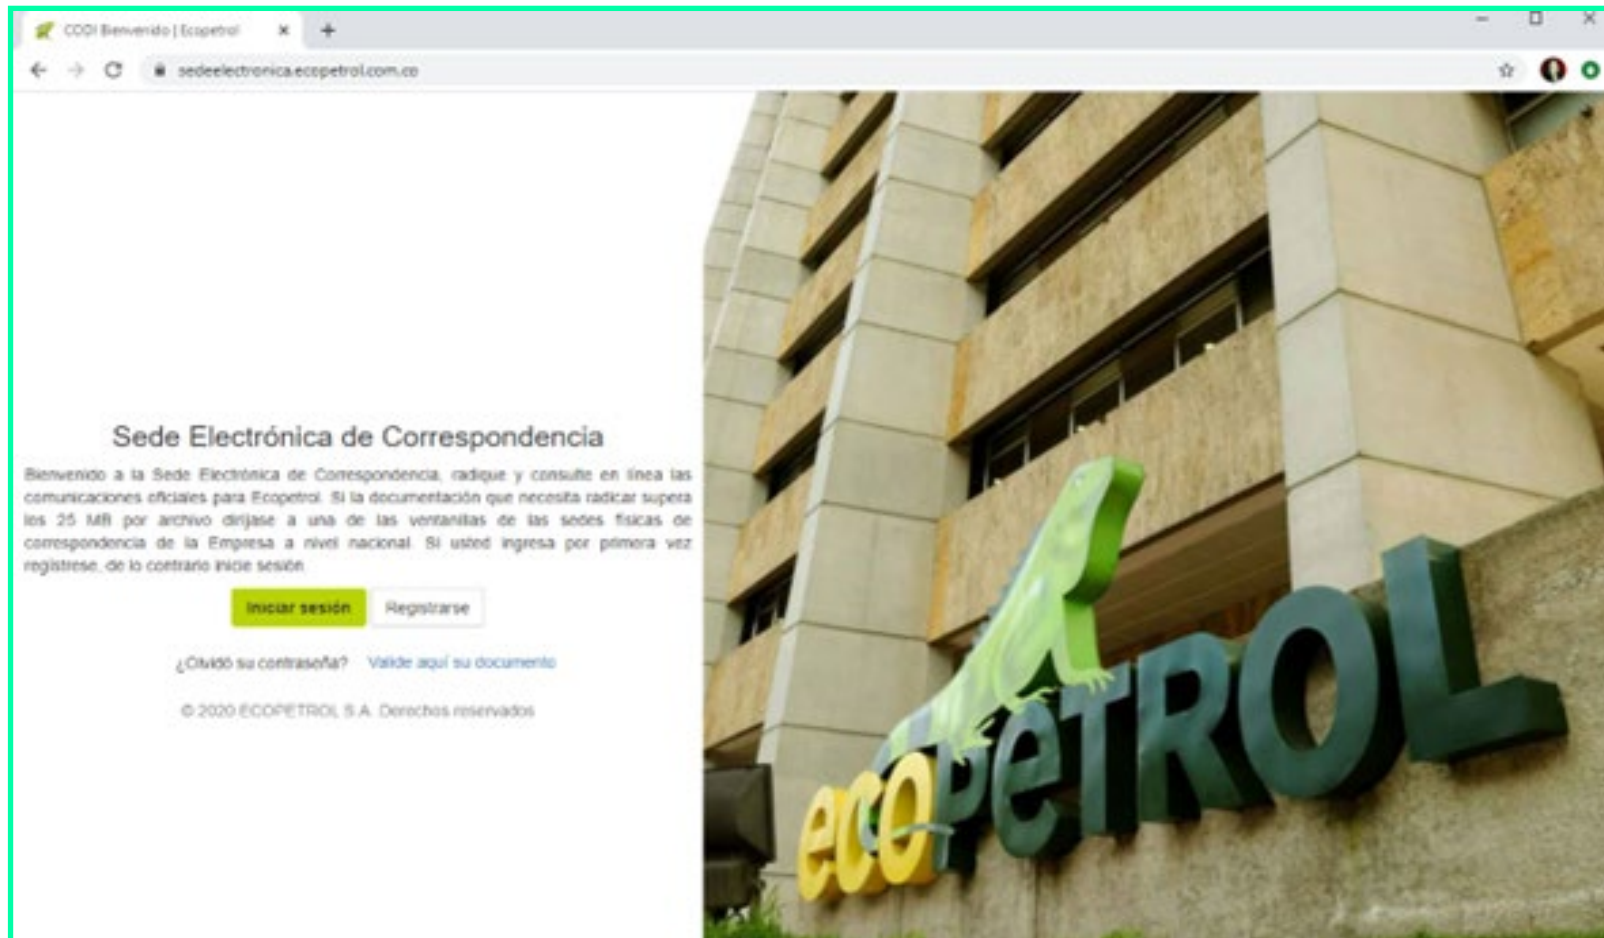 CODI Bienvenido | Ecopetrol
sedeelectronica.ecopetrol.com.co
Sede Electrónica de Correspondencia
Bienvenido a la Sede Electrónica de Correspondencia, radique y consulte en línea las
comunicaciones oficiales para Ecopetrol. Si la documentación que necesita radicar supera
los 25 MB por archivo diríjase a una de las ventanillas de las sedes físicas de
correspondencia de la Empresa a nivel nacional. Si usted ingresa por primera vez
regístrese, de lo contrario inicie sesión
Iniciar sesión Registrarse
¿Olvidó su contraseña? Valide aquí su documento
© 2020 ECOPETROL S.A. Derechos reservados
ecoPeTROL